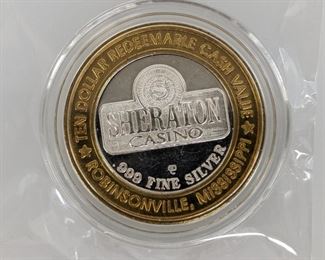 TEN DOLLAR REDEEMABLE CASH VALUE
SHERATON
CASINO
.999 FINE SILVER
ROBINSONVILLE, MISSISSIPPI